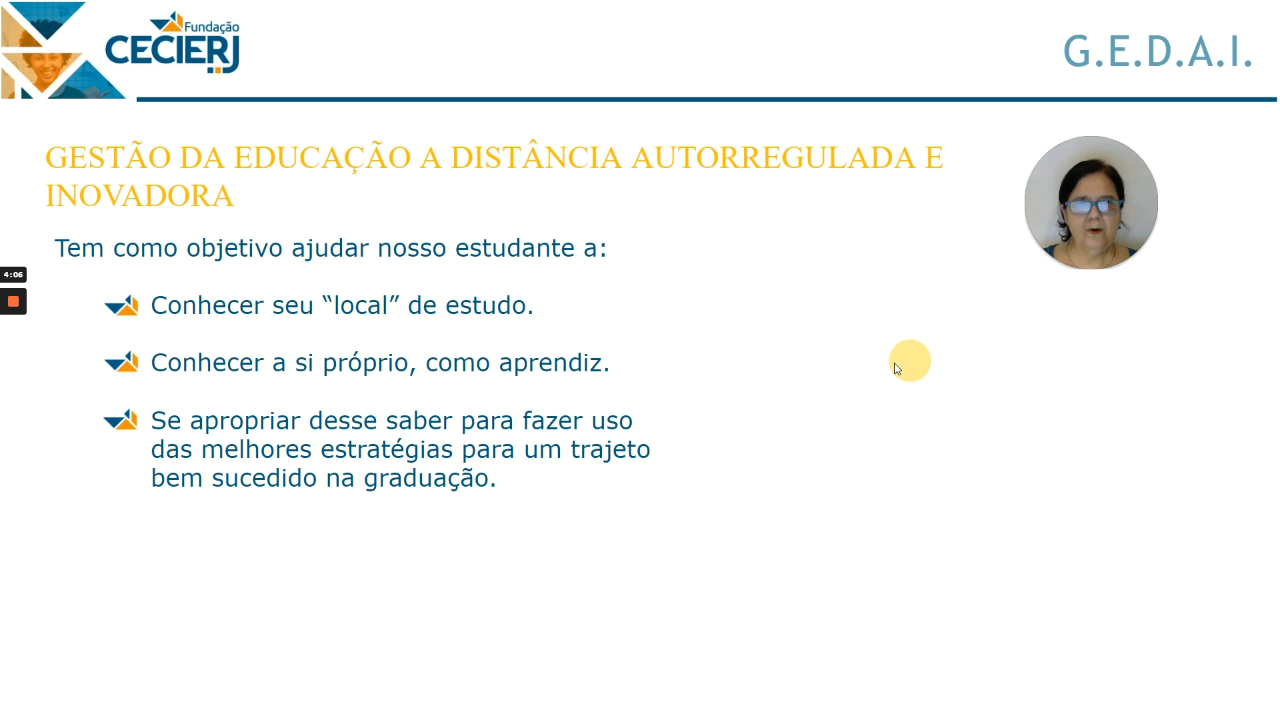 Fundação
CECIERJ
G.E.D.A.I.
GESTÃO DA EDUCAÇÃO A DISTÂNCIA AUTORREGULADA E
INOVADORA
Tem como objetivo ajudar nosso estudante a:
4:06
Conhecer seu “local” de estudo.
Conhecer a si próprio, como aprendiz.
Se apropriar desse saber para fazer uso
das melhores estratégias para um trajeto
bem sucedido na graduação.